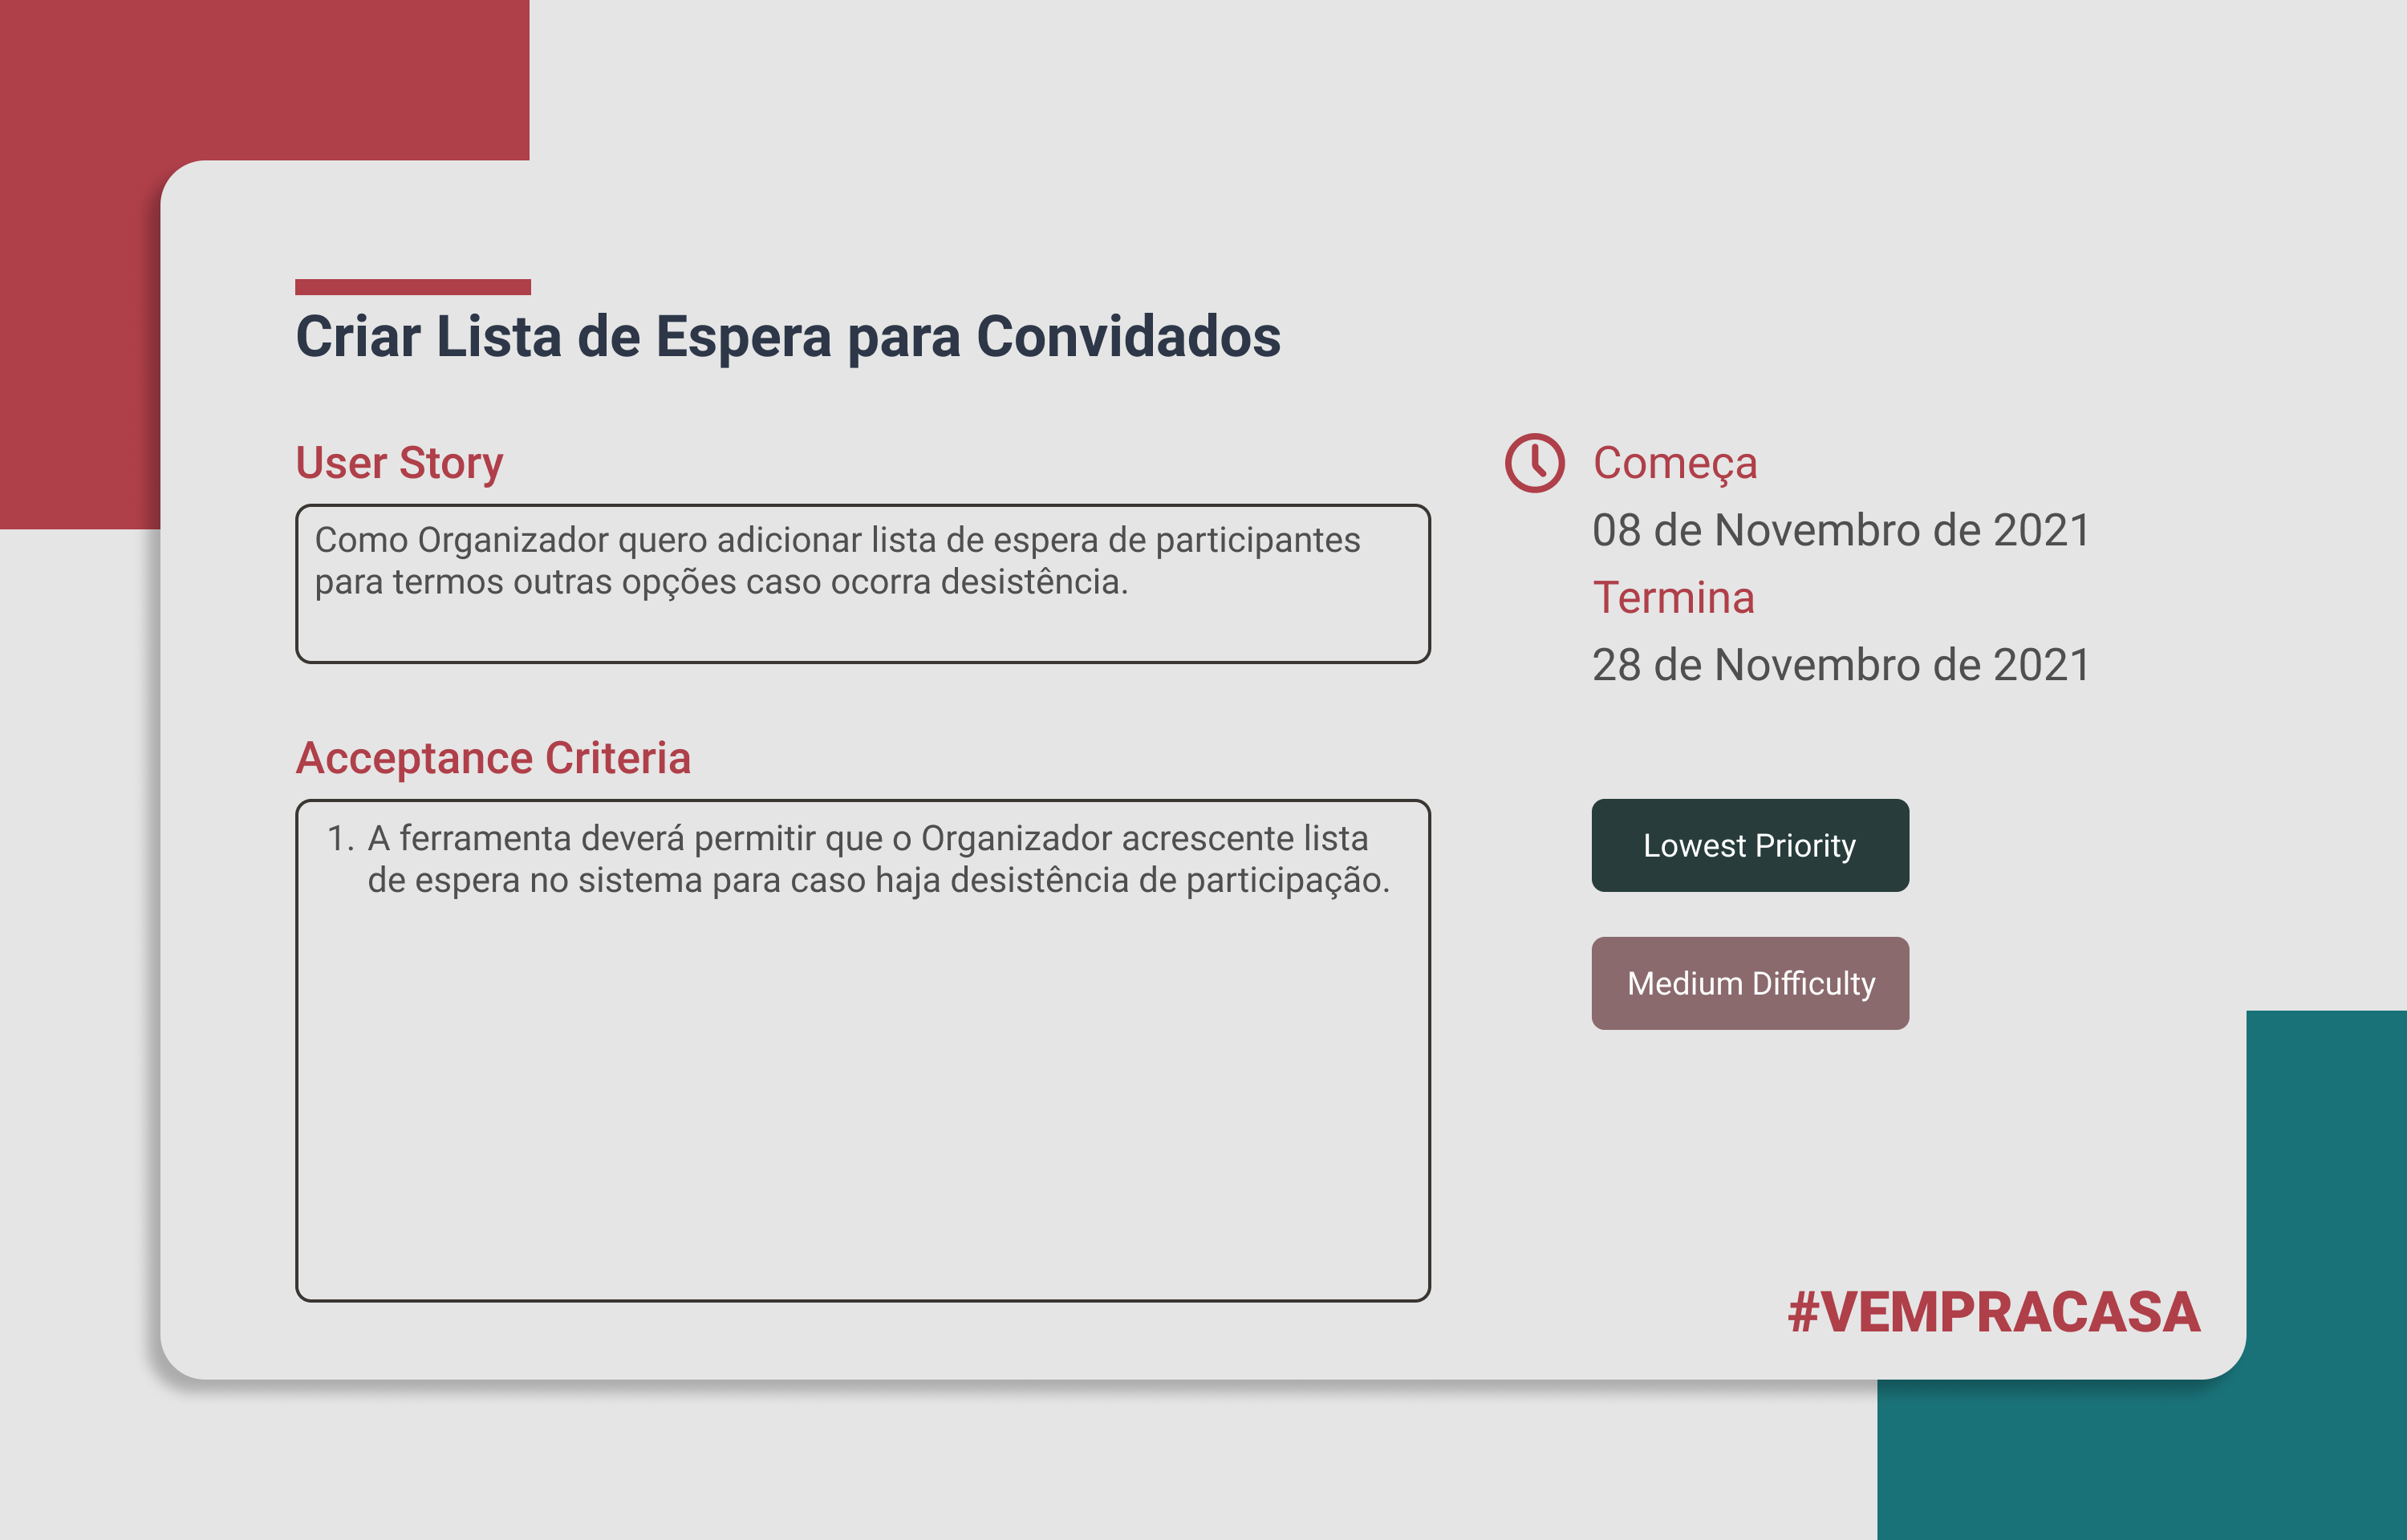 Criar Lista de Espera para Convidados
User Story
Como Organizador quero adicionar lista de espera de participantes
para termos outras opções caso ocorra desistência.
Acceptance Criteria
1. A ferramenta deverá permitir que o Organizador acrescente lista
de espera no sistema para caso haja desistência de participação.
Começa
08 de Novembro de 2021
Termina
28 de Novembro de 2021
Lowest Priority
Medium Difficulty
#VEMPRACASA